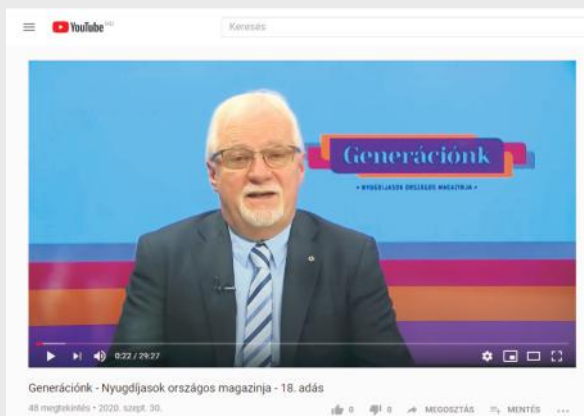 YouTube HU
Keresés
Generációnk
• NYUGDÍJASOK ORSZÁGOS MAGAZINJA •
0:22 / 29:27
Generációnk - Nyugdíjasok országos magazinja - 18. adás
48 megtekintés • 2020. szept. 30.
0 0 MEGOSZTÁS MENTÉS